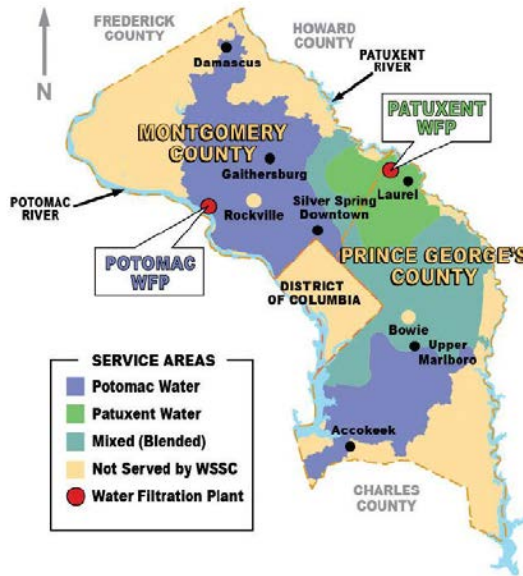 FREDERICK
COUNTY
HOWARD
COUNTY
N
Damascus
PATUXENT
RIVER
PATUXENT
WFP
MONTGOMERY
COUNTY
Gaithersburg
Laurel
POTOMAC
RIVER
Rockville
Silver Spring
Downtown
POTOMAC
WFP
PRINCE GEORGE'S
COUNTY
DISTRICT
OF COLUMBIA
Bowie
Upper
Marlboro
SERVICE AREAS
Potomac Water
Patuxent Water
Mixed (Blended)
Not Served by WSSC
Water Filtration Plant
Accokeek
CHARLES
COUNTY